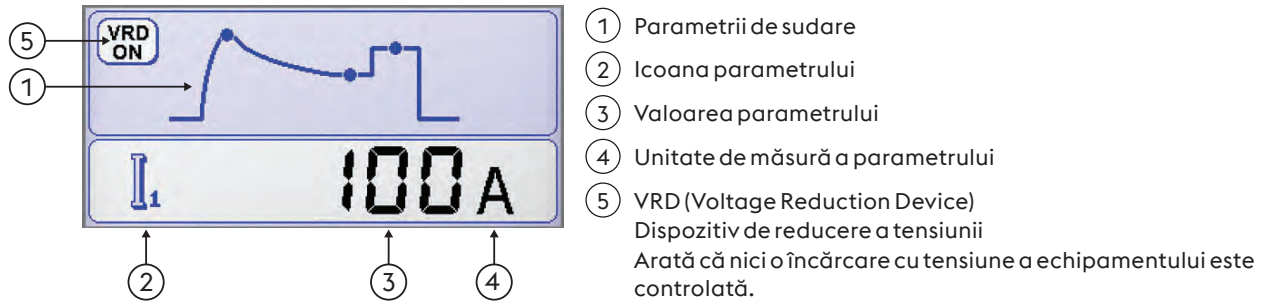 VRD
ON
5
1
I1
100A
2
3
4
1 Parametrii de sudare
2 Icoana parametrului
3 Valoarea parametrului
4 Unitate de măsură a parametrului
5 VRD (Voltage Reduction Device)
Dispozitiv de reducere a tensiunii
Arată că nici o încărcare cu tensiune a echipamentului este
controlată.